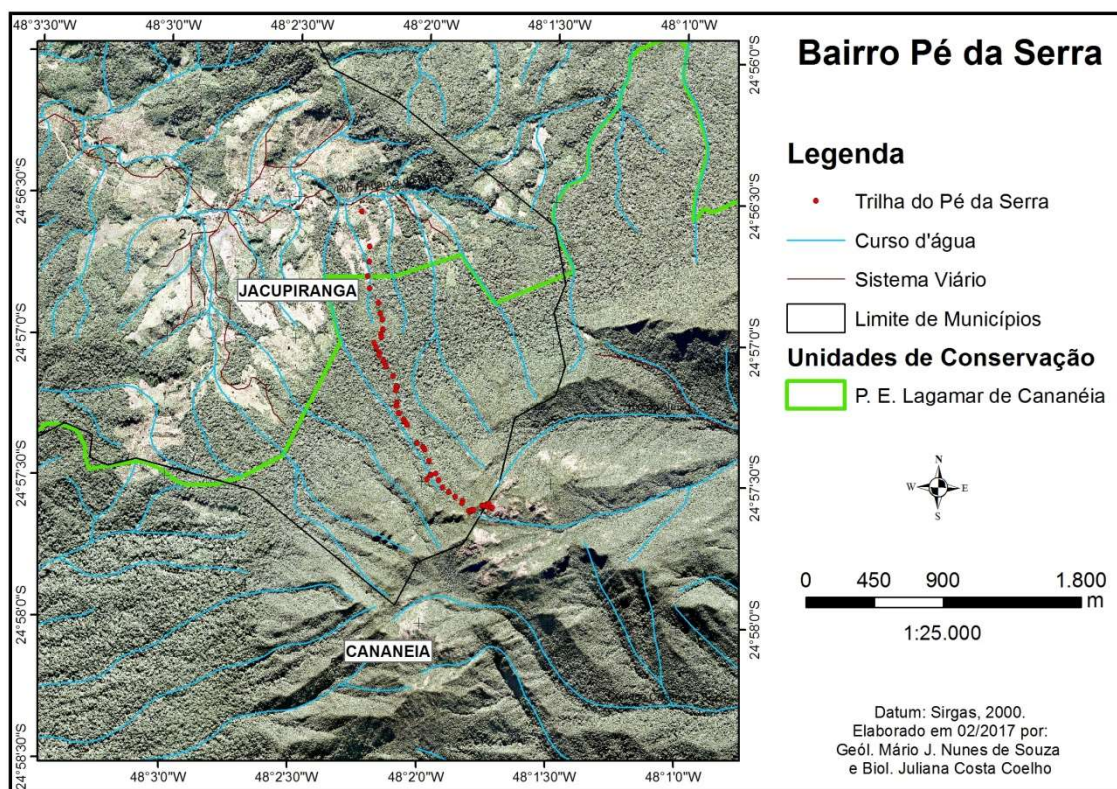 48°3'30"W 48°3'0"W 48°2'30"W 48°2'0"W 48°1'30"W 48°1'0"W
24°56'0"S
24°56'30"S
24°57'0"S
24°57'30"S
24°58'0"S
24°58'30"S
2
JACUPIRANGA
CANANEIA
24°56'0"S
24°56'30"S
24°57'0"S
24°57'30"S
24°58'0"S
48°3'0"W 48°2'30"W 48°2'0"W 48°1'30"W 48°1'0"W
Bairro Pé da Serra
Legenda
Trilha do Pé da Serra
Curso d'água
Sistema Viário
Limite de Municípios
Unidades de Conservação
P. E. Lagamar de Cananéia
N
W E
S
0 450 900 1.800
m
1:25.000
Datum: Sirgas, 2000.
Elaborado em 02/2017 por:
Geól. Mário J. Nunes de Souza
e Biol. Juliana Costa Coelho